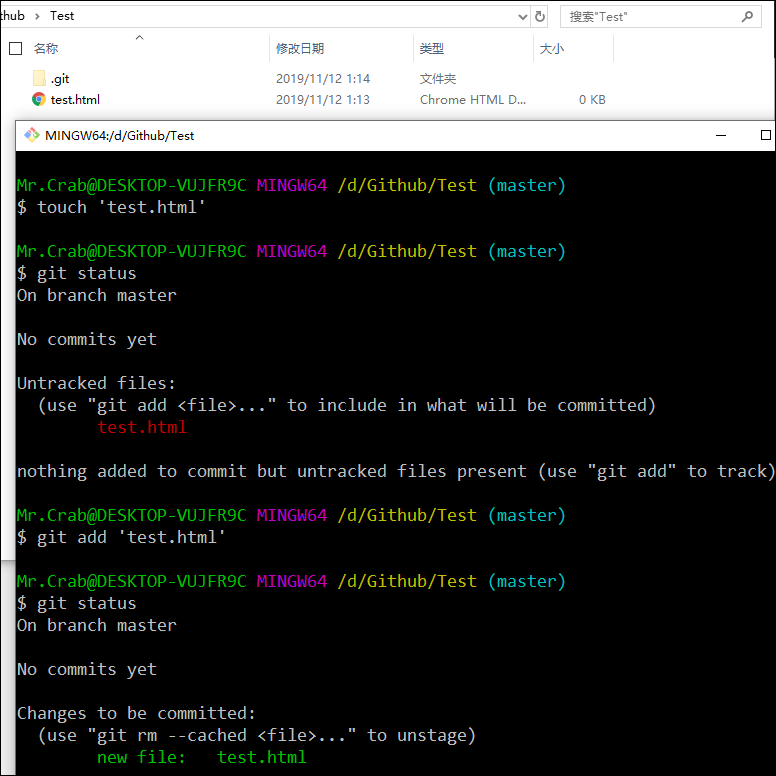 thub > Test
搜索"Test"
名称 修改日期 类型 大小
.git 2019/11/12 1:14 文件夹
test.html 2019/11/12 1:13 Chrome HTML D... 0 KB
MINGW64:/d/Github/Test
Mr.Crab@DESKTOP-VUJFR9C MINGW64 /d/Github/Test (master)
$ touch 'test.html'
Mr.Crab@DESKTOP-VUJFR9C MINGW64 /d/Github/Test (master)
$ git status
On branch master
No commits yet
Untracked files:
(use "git add <file>..." to include in what will be committed)
test.html
nothing added to commit but untracked files present (use "git add" to track)
Mr.Crab@DESKTOP-VUJFR9C MINGW64 /d/Github/Test (master)
$ git add 'test.html'
Mr.Crab@DESKTOP-VUJFR9C MINGW64 /d/Github/Test (master)
$ git status
On branch master
No commits yet
Changes to be committed:
(use "git rm --cached <file>..." to unstage)
new file: test.html